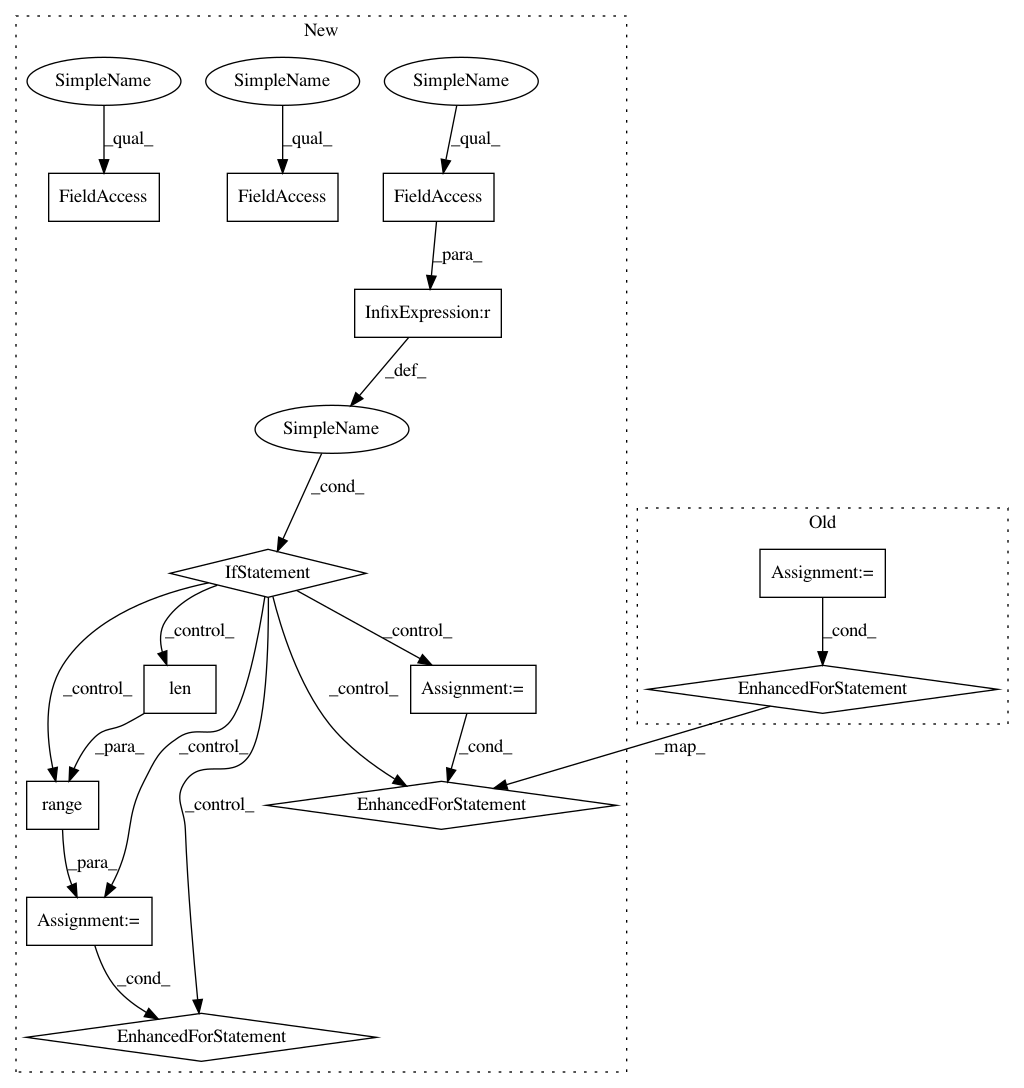 New
SimpleName
SimpleName
SimpleName
_qual_
_qual_
_qual_
FieldAccess
FieldAccess
FieldAccess
_para_
InfixExpression:r
_def_
SimpleName
_cond_
Old
IfStatement
Assignment:=
_control_
_control_
_cond_
_control_
_control_
len
Assignment:=
EnhancedForStatement
_para_
_control_
_cond_
_map_
range
_control_
EnhancedForStatement
_para_
Assignment:=
_cond_
EnhancedForStatement